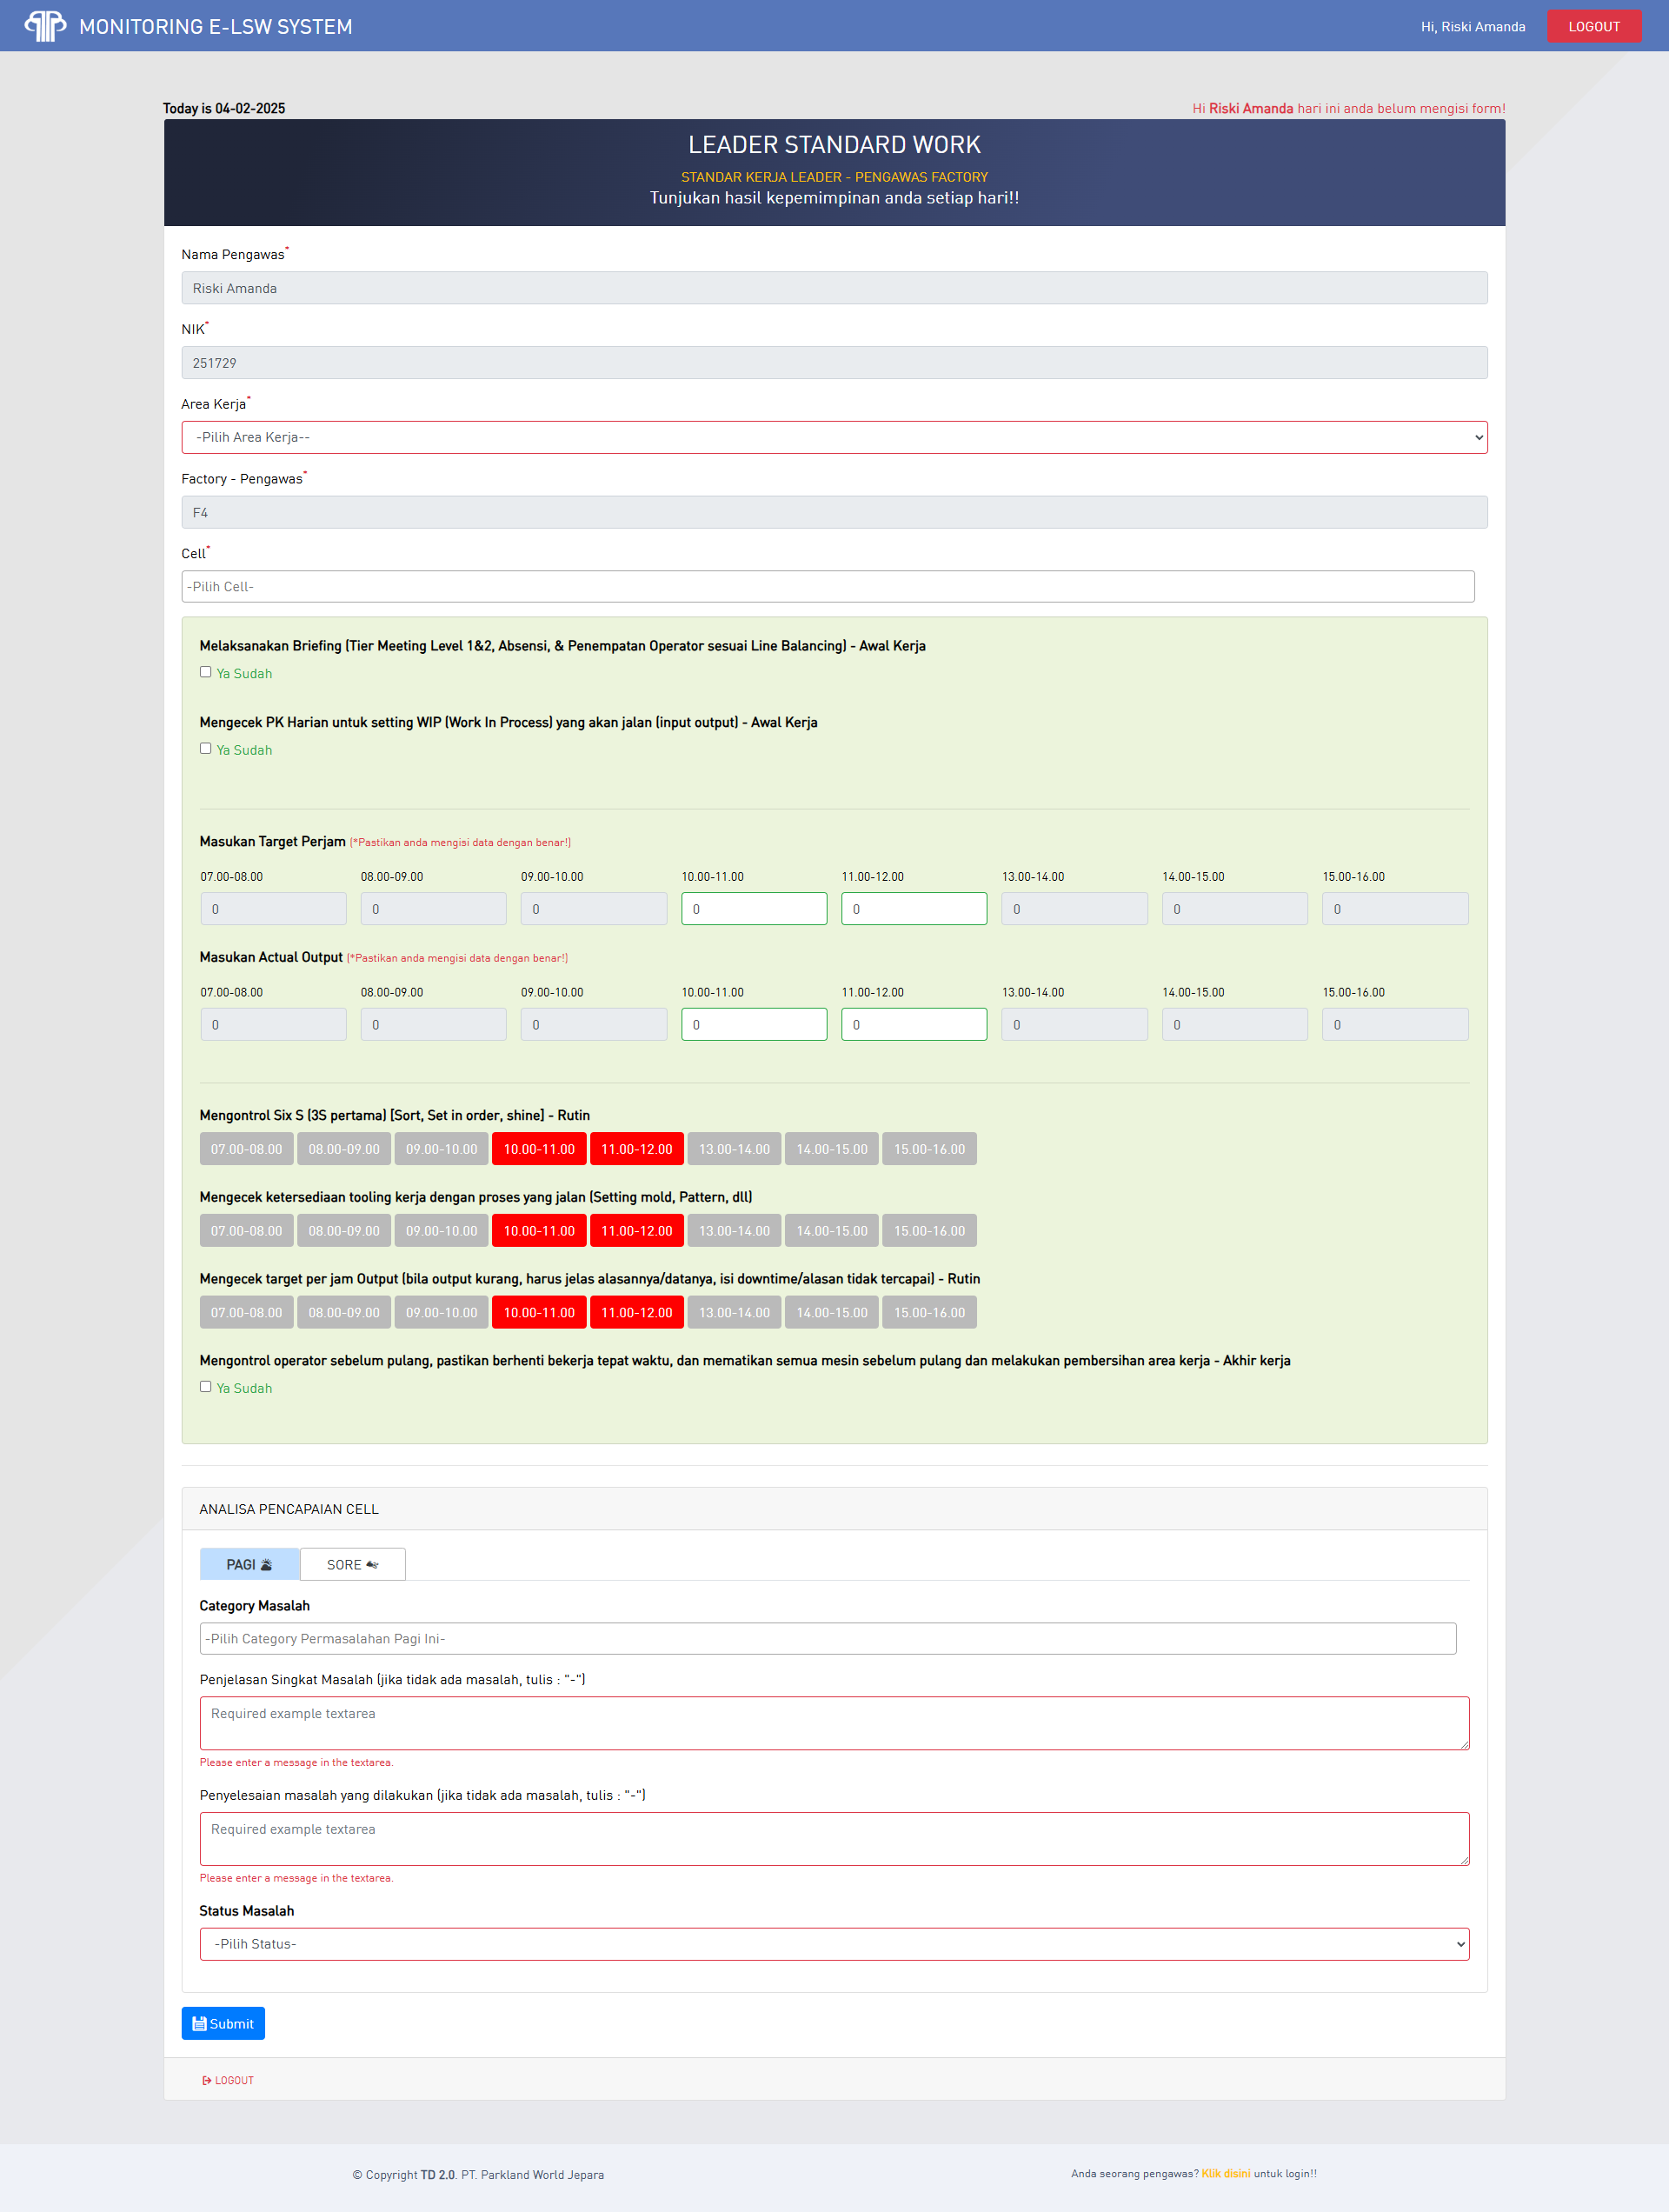 MONITORING E-LSW SYSTEM
Hi, Riski Amanda
LOGOUT
Today is 04-02-2025
Hi Riski Amanda hari ini anda belum mengisi form!
LEADER STANDARD WORK
STANDAR KERJA LEADER - PENGAWAS FACTORY
Tunjukan hasil kepemimpinan anda setiap hari!!
Nama Pengawas*
Riski Amanda
NIK*
251729
Area Kerja*
-Pilih Area Kerja--
Factory - Pengawas*
F4
Cell*
-Pilih Cell-
Melaksanakan Briefing (Tier Meeting Level 1&2, Absensi, & Penempatan Operator sesuai Line Balancing) - Awal Kerja
Ya Sudah
Mengecek PK Harian untuk setting WIP (Work In Process) yang akan jalan (input output) - Awal Kerja
Ya Sudah
Masukan Target Perjam (*Pastikan anda mengisi data dengan benar!)
07.00-08.00 08.00-09.00 09.00-10.00 10.00-11.00 11.00-12.00 13.00-14.00 14.00-15.00 15.00-16.00
0 0 0 0 0 0 0 0
Masukan Actual Output (*Pastikan anda mengisi data dengan benar!)
07.00-08.00 08.00-09.00 09.00-10.00 10.00-11.00 11.00-12.00 13.00-14.00 14.00-15.00 15.00-16.00
0 0 0 0 0 0 0 0
Mengontrol Six S (3S pertama) [Sort, Set in order, shine] - Rutin
07.00-08.00 08.00-09.00 09.00-10.00 10.00-11.00 11.00-12.00 13.00-14.00 14.00-15.00 15.00-16.00
Mengecek ketersediaan tooling kerja dengan proses yang jalan (Setting mold, Pattern, dll)
07.00-08.00 08.00-09.00 09.00-10.00 10.00-11.00 11.00-12.00 13.00-14.00 14.00-15.00 15.00-16.00
Mengecek target per jam Output (bila output kurang, harus jelas alasannya/datanya, isi downtime/alasan tidak tercapai) - Rutin
07.00-08.00 08.00-09.00 09.00-10.00 10.00-11.00 11.00-12.00 13.00-14.00 14.00-15.00 15.00-16.00
Mengontrol operator sebelum pulang, pastikan berhenti bekerja tepat waktu, dan mematikan semua mesin sebelum pulang dan melakukan pembersihan area kerja - Akhir kerja
Ya Sudah
ANALISA PENCAPAIAN CELL
PAGI
SORE
Category Masalah
-Pilih Category Permasalahan Pagi Ini-
Penjelasan Singkat Masalah (jika tidak ada masalah, tulis : "-")
Required example textarea
Please enter a message in the textarea.
Penyelesaian masalah yang dilakukan (jika tidak ada masalah, tulis : "-")
Required example textarea
Please enter a message in the textarea.
Status Masalah
-Pilih Status-
Submit
LOGOUT
© Copyright TD 2.0. PT. Parkland World Jepara
Anda seorang pengawas? Klik disini untuk login!!